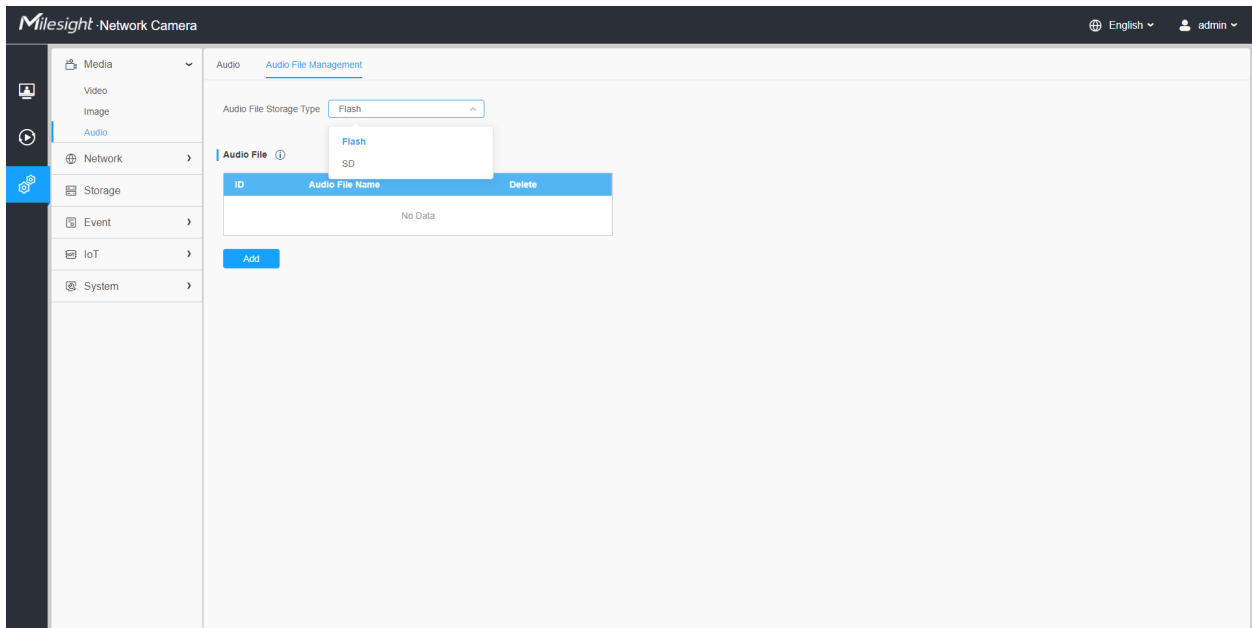 Milesight·Network Camera
English
admin
Media
Video
Image
Audio
Network
Storage
Event
IoT
System
Audio
Audio File Management
Audio File Storage Type
Flash
Flash
SD
Audio File
ID
Audio File Name
Delete
No Data
Add